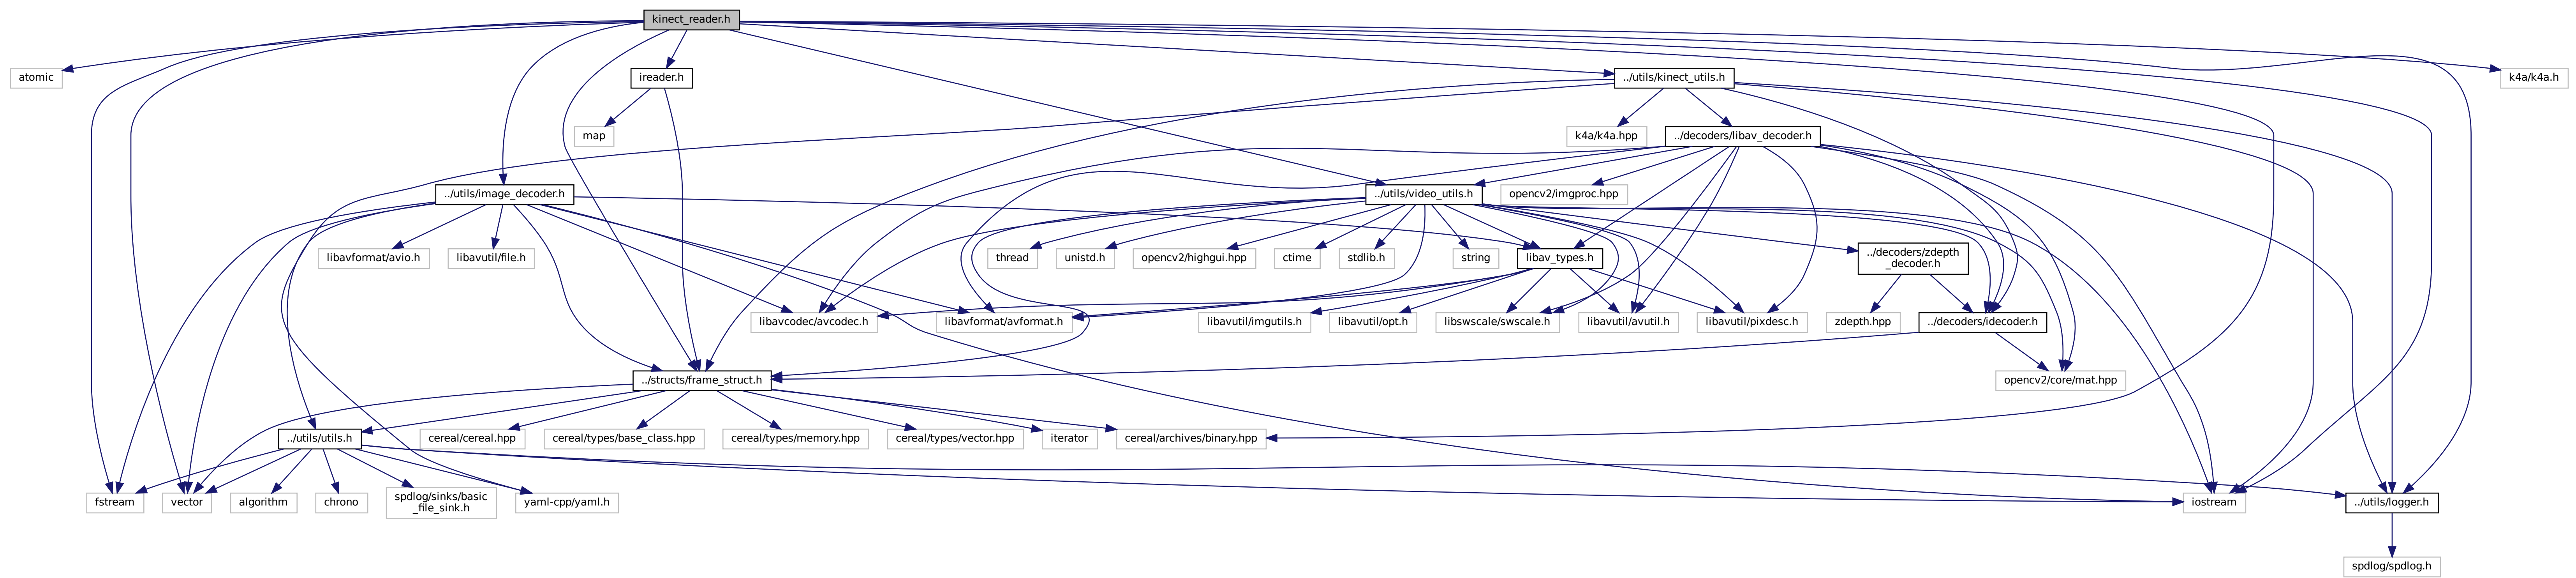 kinect_reader.h
atomic
ireader.h
../utils/kinect_utils.h
k4a/k4a.h
map
k4a/k4a.hpp
../decoders/libav_decoder.h
../utils/image_decoder.h
../utils/video_utils.h
opencv2/imgproc.hpp
libavformat/avio.h
libavutil/file.h
thread
unistd.h
opencv2/highgui.hpp
ctime
stdlib.h
string
libav_types.h
../decoders/zdepth
_decoder.h
libavcodec/avcodec.h
libavformat/avformat.h
libavutil/imgutils.h
libavutil/opt.h
libswscale/swscale.h
libavutil/avutil.h
libavutil/pixdesc.h
zdepth.hpp
../decoders/idecoder.h
../structs/frame_struct.h
opencv2/core/mat.hpp
../utils/utils.h
cereal/cereal.hpp
cereal/types/base_class.hpp
cereal/types/memory.hpp
cereal/types/vector.hpp
iterator
cereal/archives/binary.hpp
fstream
vector
algorithm
chrono
spdlog/sinks/basic
_file_sink.h
yaml-cpp/yaml.h
iostream
../utils/logger.h
spdlog/spdlog.h